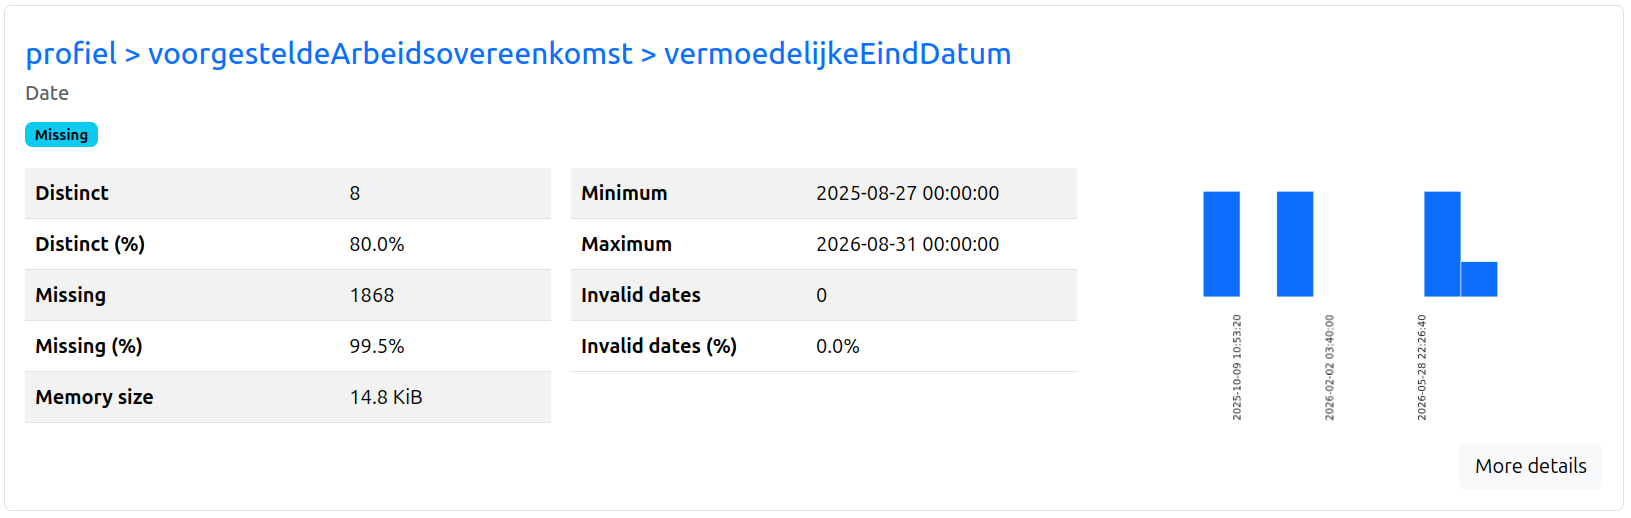 profiel > voorgesteldeArbeidsovereenkomst > vermoedelijkeEindDatum
Date
Missing
Distinct 8
Distinct (%) 80.0%
Missing 1868
Missing (%) 99.5%
Memory size 14.8 KiB
Minimum 2025-08-27 00:00:00
Maximum 2026-08-31 00:00:00
Invalid dates 0
Invalid dates (%) 0.0%
2025-10-09 10:53:20
2026-02-02 03:40:00
2026-05-28 22:26:40
More details